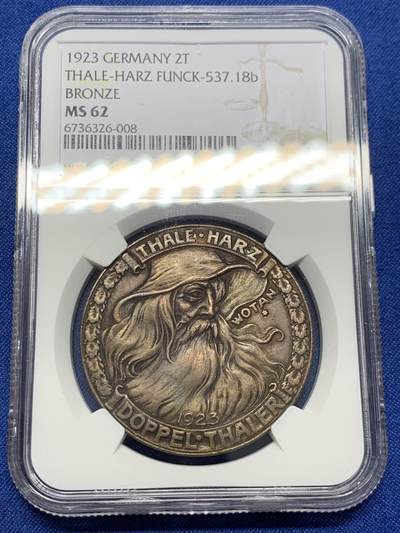 1923 GERMANY 2T
THALE-HARZ FUNCK-537.18b
BRONZE
MS 62
6736326-008
THALE·HARZ
WOTAN
1923
DOPPEL·THALER